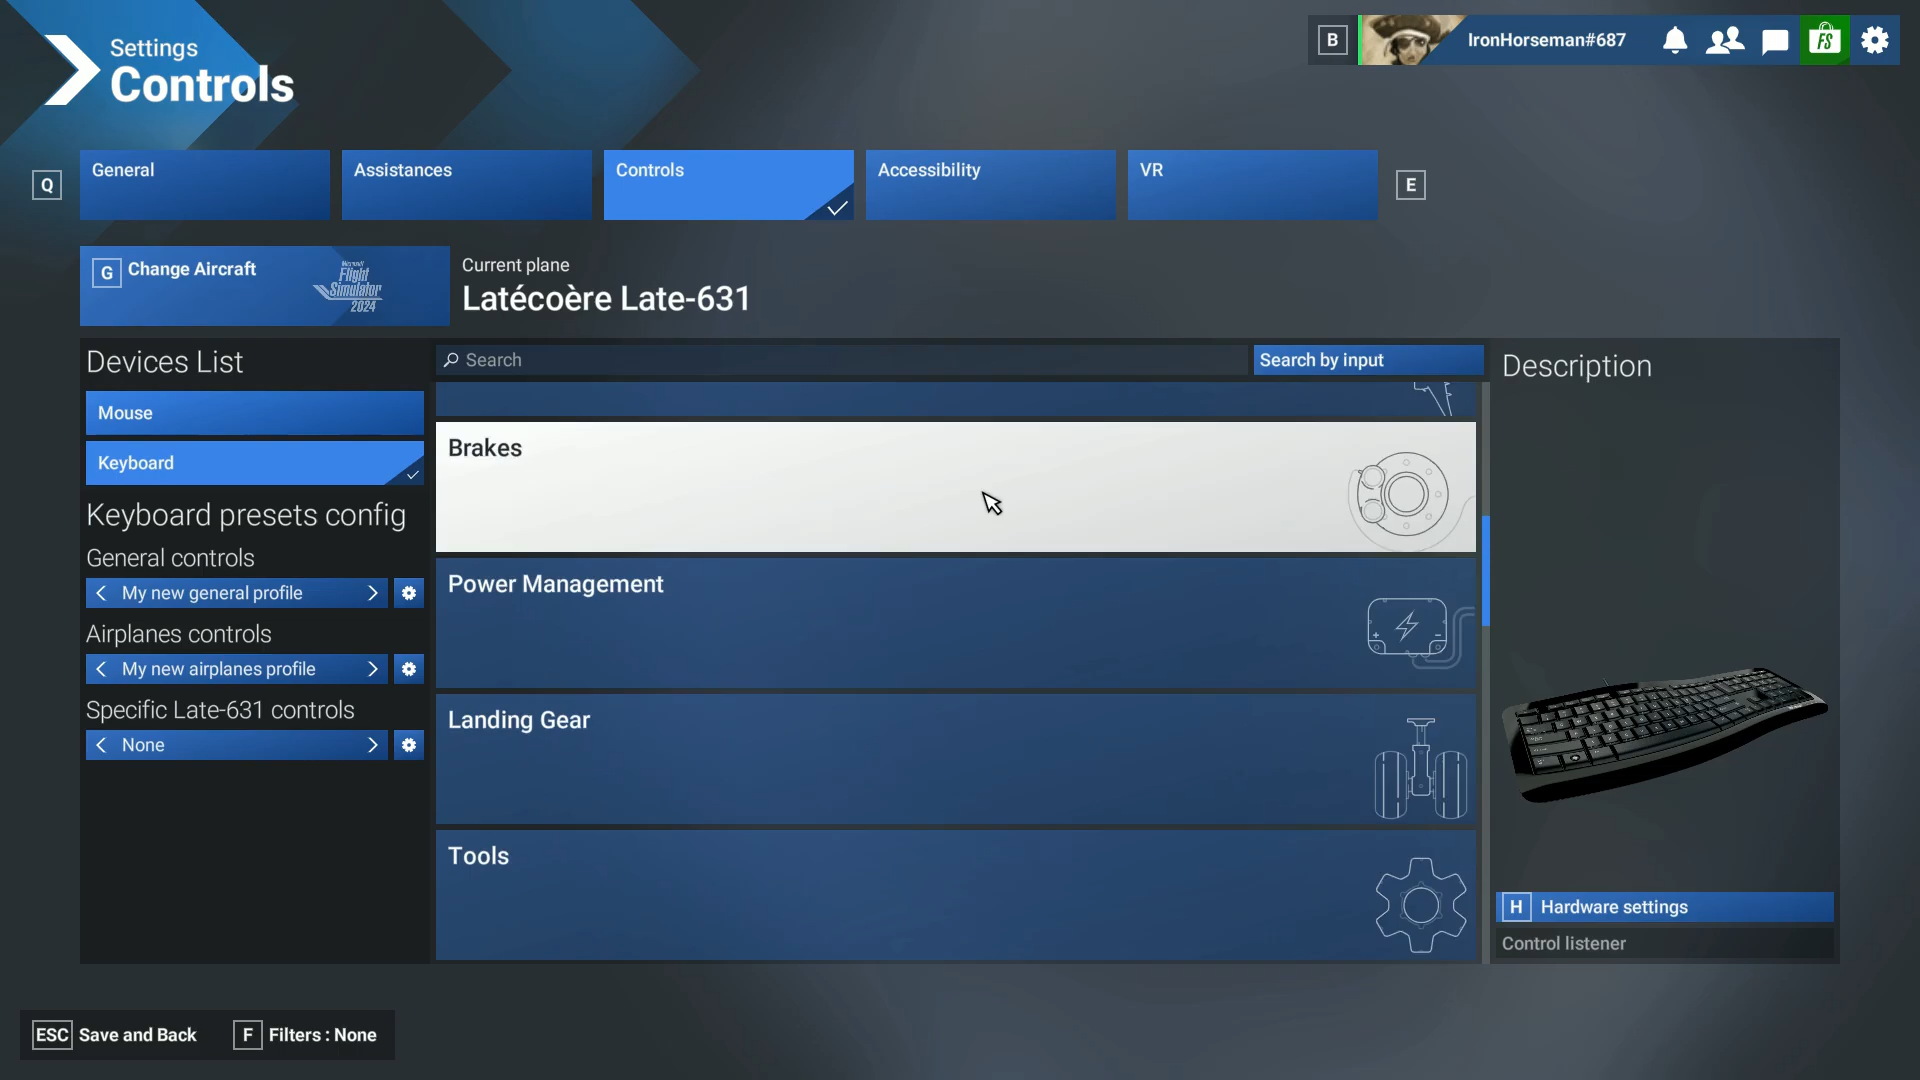 Settings
Controls
B
IronHorseman#687
FS
Q
General
Assistances
Controls
Accessibility
VR
E
G
Change Aircraft
Microsoft
Flight
Simulator
2024
Current plane
Latécoère Late-631
Devices List
Mouse
Keyboard
Keyboard presets config
General controls
My new general profile
Airplanes controls
My new airplanes profile
Specific Late-631 controls
None
Search
Search by input
Brakes
Power Management
Landing Gear
Tools
Description
H
Hardware settings
Control listener
ESC
Save and Back
F
Filters : None